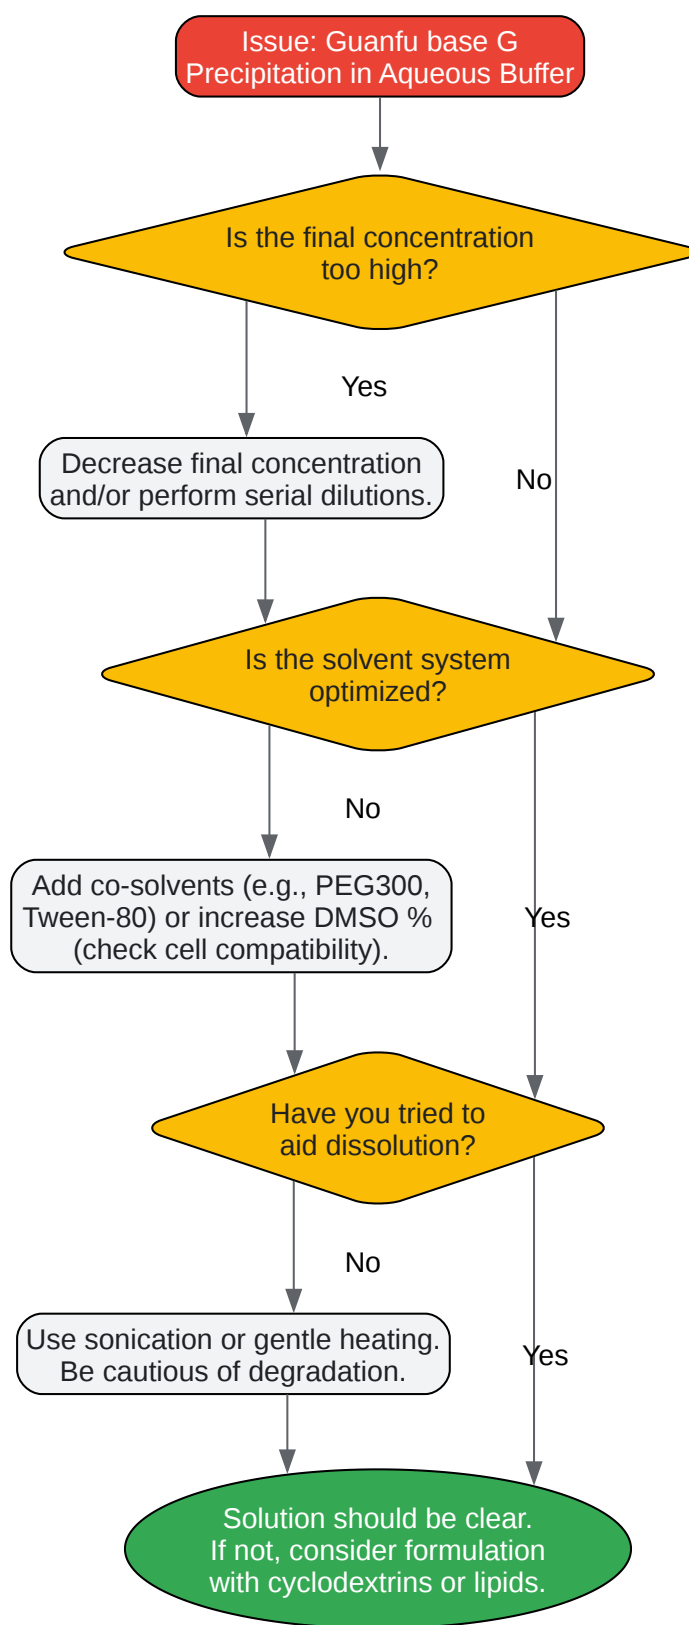 Issue: Guanfu base G
Precipitation in Aqueous Buffer
Is the final concentration
too high?
Yes
Decrease final concentration
and/or perform serial dilutions.
No
Is the solvent system
optimized?
No
Add co-solvents (e.g., PEG300,
Tween-80) or increase DMSO %
(check cell compatibility).
Yes
Have you tried to
aid dissolution?
No
Use sonication or gentle heating.
Be cautious of degradation.
Yes
Solution should be clear.
If not, consider formulation
with cyclodextrins or lipids.